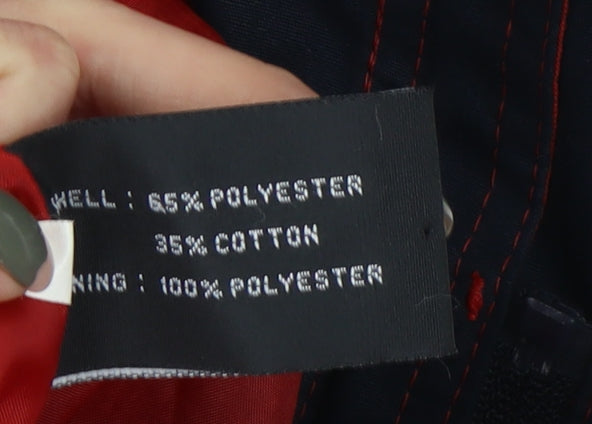 HELL : 65% POLYESTER
35% COTTON
NING : 100% POLYESTER